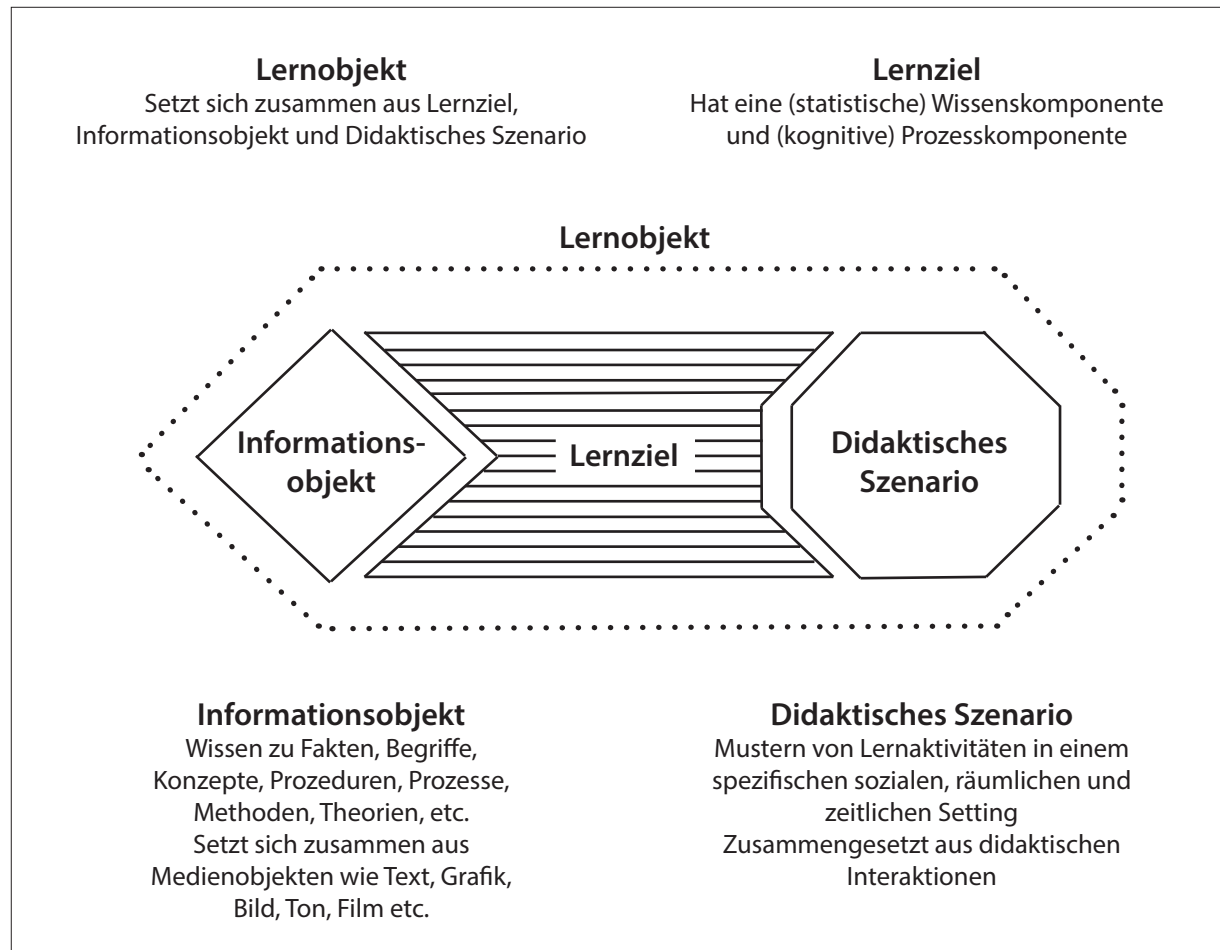 Lernobjekt
Setzt sich zusammen aus Lernziel,
Informationsobjekt und Didaktisches Szenario
Lernziel
Hat eine (statistische) Wissenskomponente
und (kognitive) Prozesskomponente
Lernobjekt
Informations-
objekt
Lernziel
Didaktisches
Szenario
Informationsobjekt
Wissen zu Fakten, Begriffe,
Konzepte, Prozeduren, Prozesse,
Methoden, Theorien, etc.
Setzt sich zusammen aus
Medienobjekten wie Text, Grafik,
Bild, Ton, Film etc.
Didaktisches Szenario
Mustern von Lernaktivitäten in einem
spezifischen sozialen, räumlichen und
zeitlichen Setting
Zusammengesetzt aus didaktischen
Interaktionen